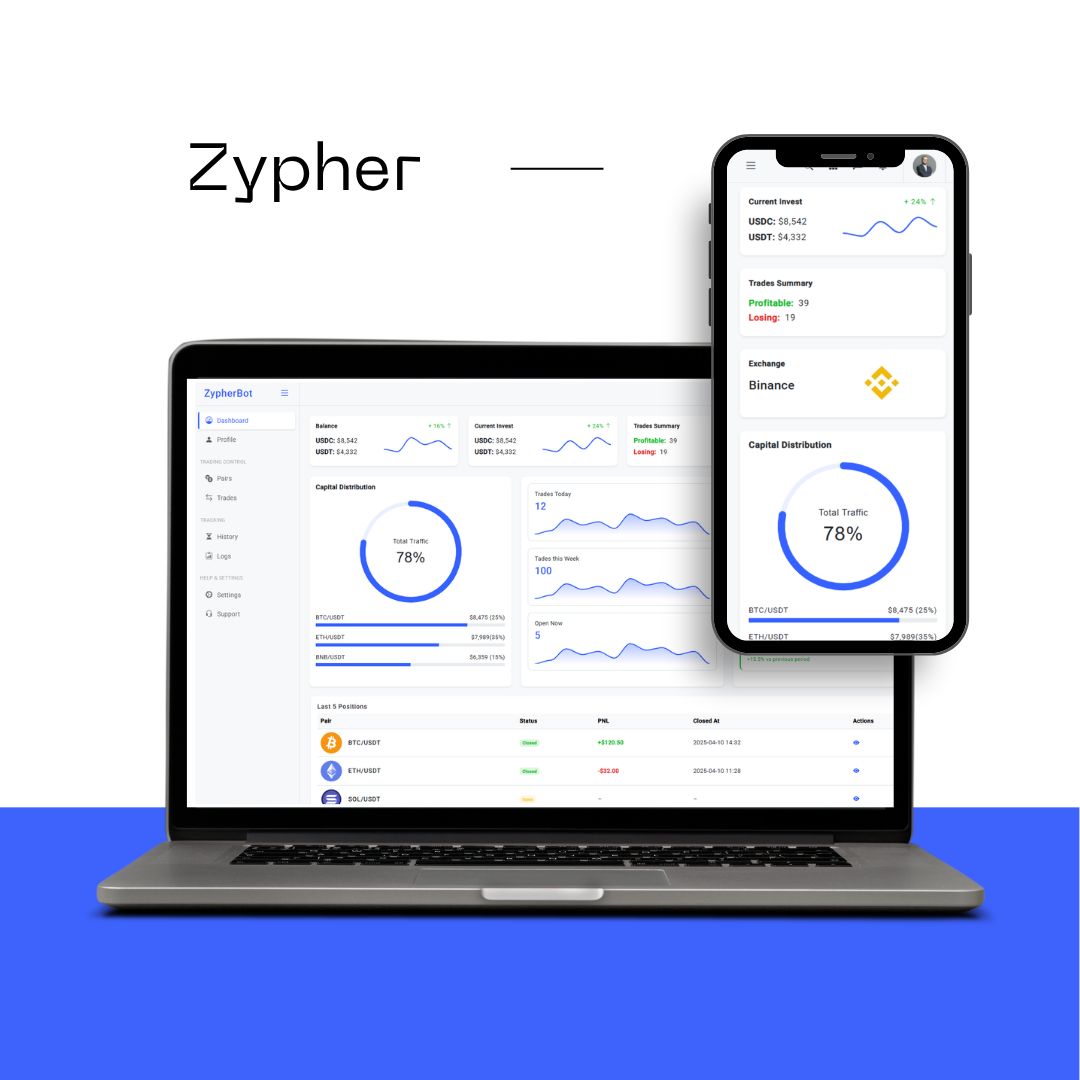 Zypher
ZypherBot
Dashboard
Profile
TRADING CONTROL
Pairs
Trades
TRACKING
History
Logs
HELP & SETTINGS
Settings
Support
Balance
+ 16% ↑
USDC: $8,542
USDT: $4,332
Current Invest
+ 24% ↑
USDC: $8,542
USDT: $4,332
Trades Summary
Profitable: 39
Losing: 19
Capital Distribution
Total Traffic
78%
BTC/USDT $8,475 (25%)
ETH/USDT $7,989(35%)
BNB/USDT $6,359 (15%)
Trades Today
12
Tades this Week
100
Open Now
5
+12.5% vs previous period
Last 5 Positions
Pair Status PNL Closed At Actions
BTC/USDT Closed +$120.50 2025-04-10 14:32
ETH/USDT Closed -$32.00 2025-04-10 11:28
SOL/USDT Open – –
Current Invest
+ 24% ↑
USDC: $8,542
USDT: $4,332
Trades Summary
Profitable: 39
Losing: 19
Exchange
Binance
Capital Distribution
Total Traffic
78%
BTC/USDT $8,475 (25%)
ETH/USDT $7,989(35%)